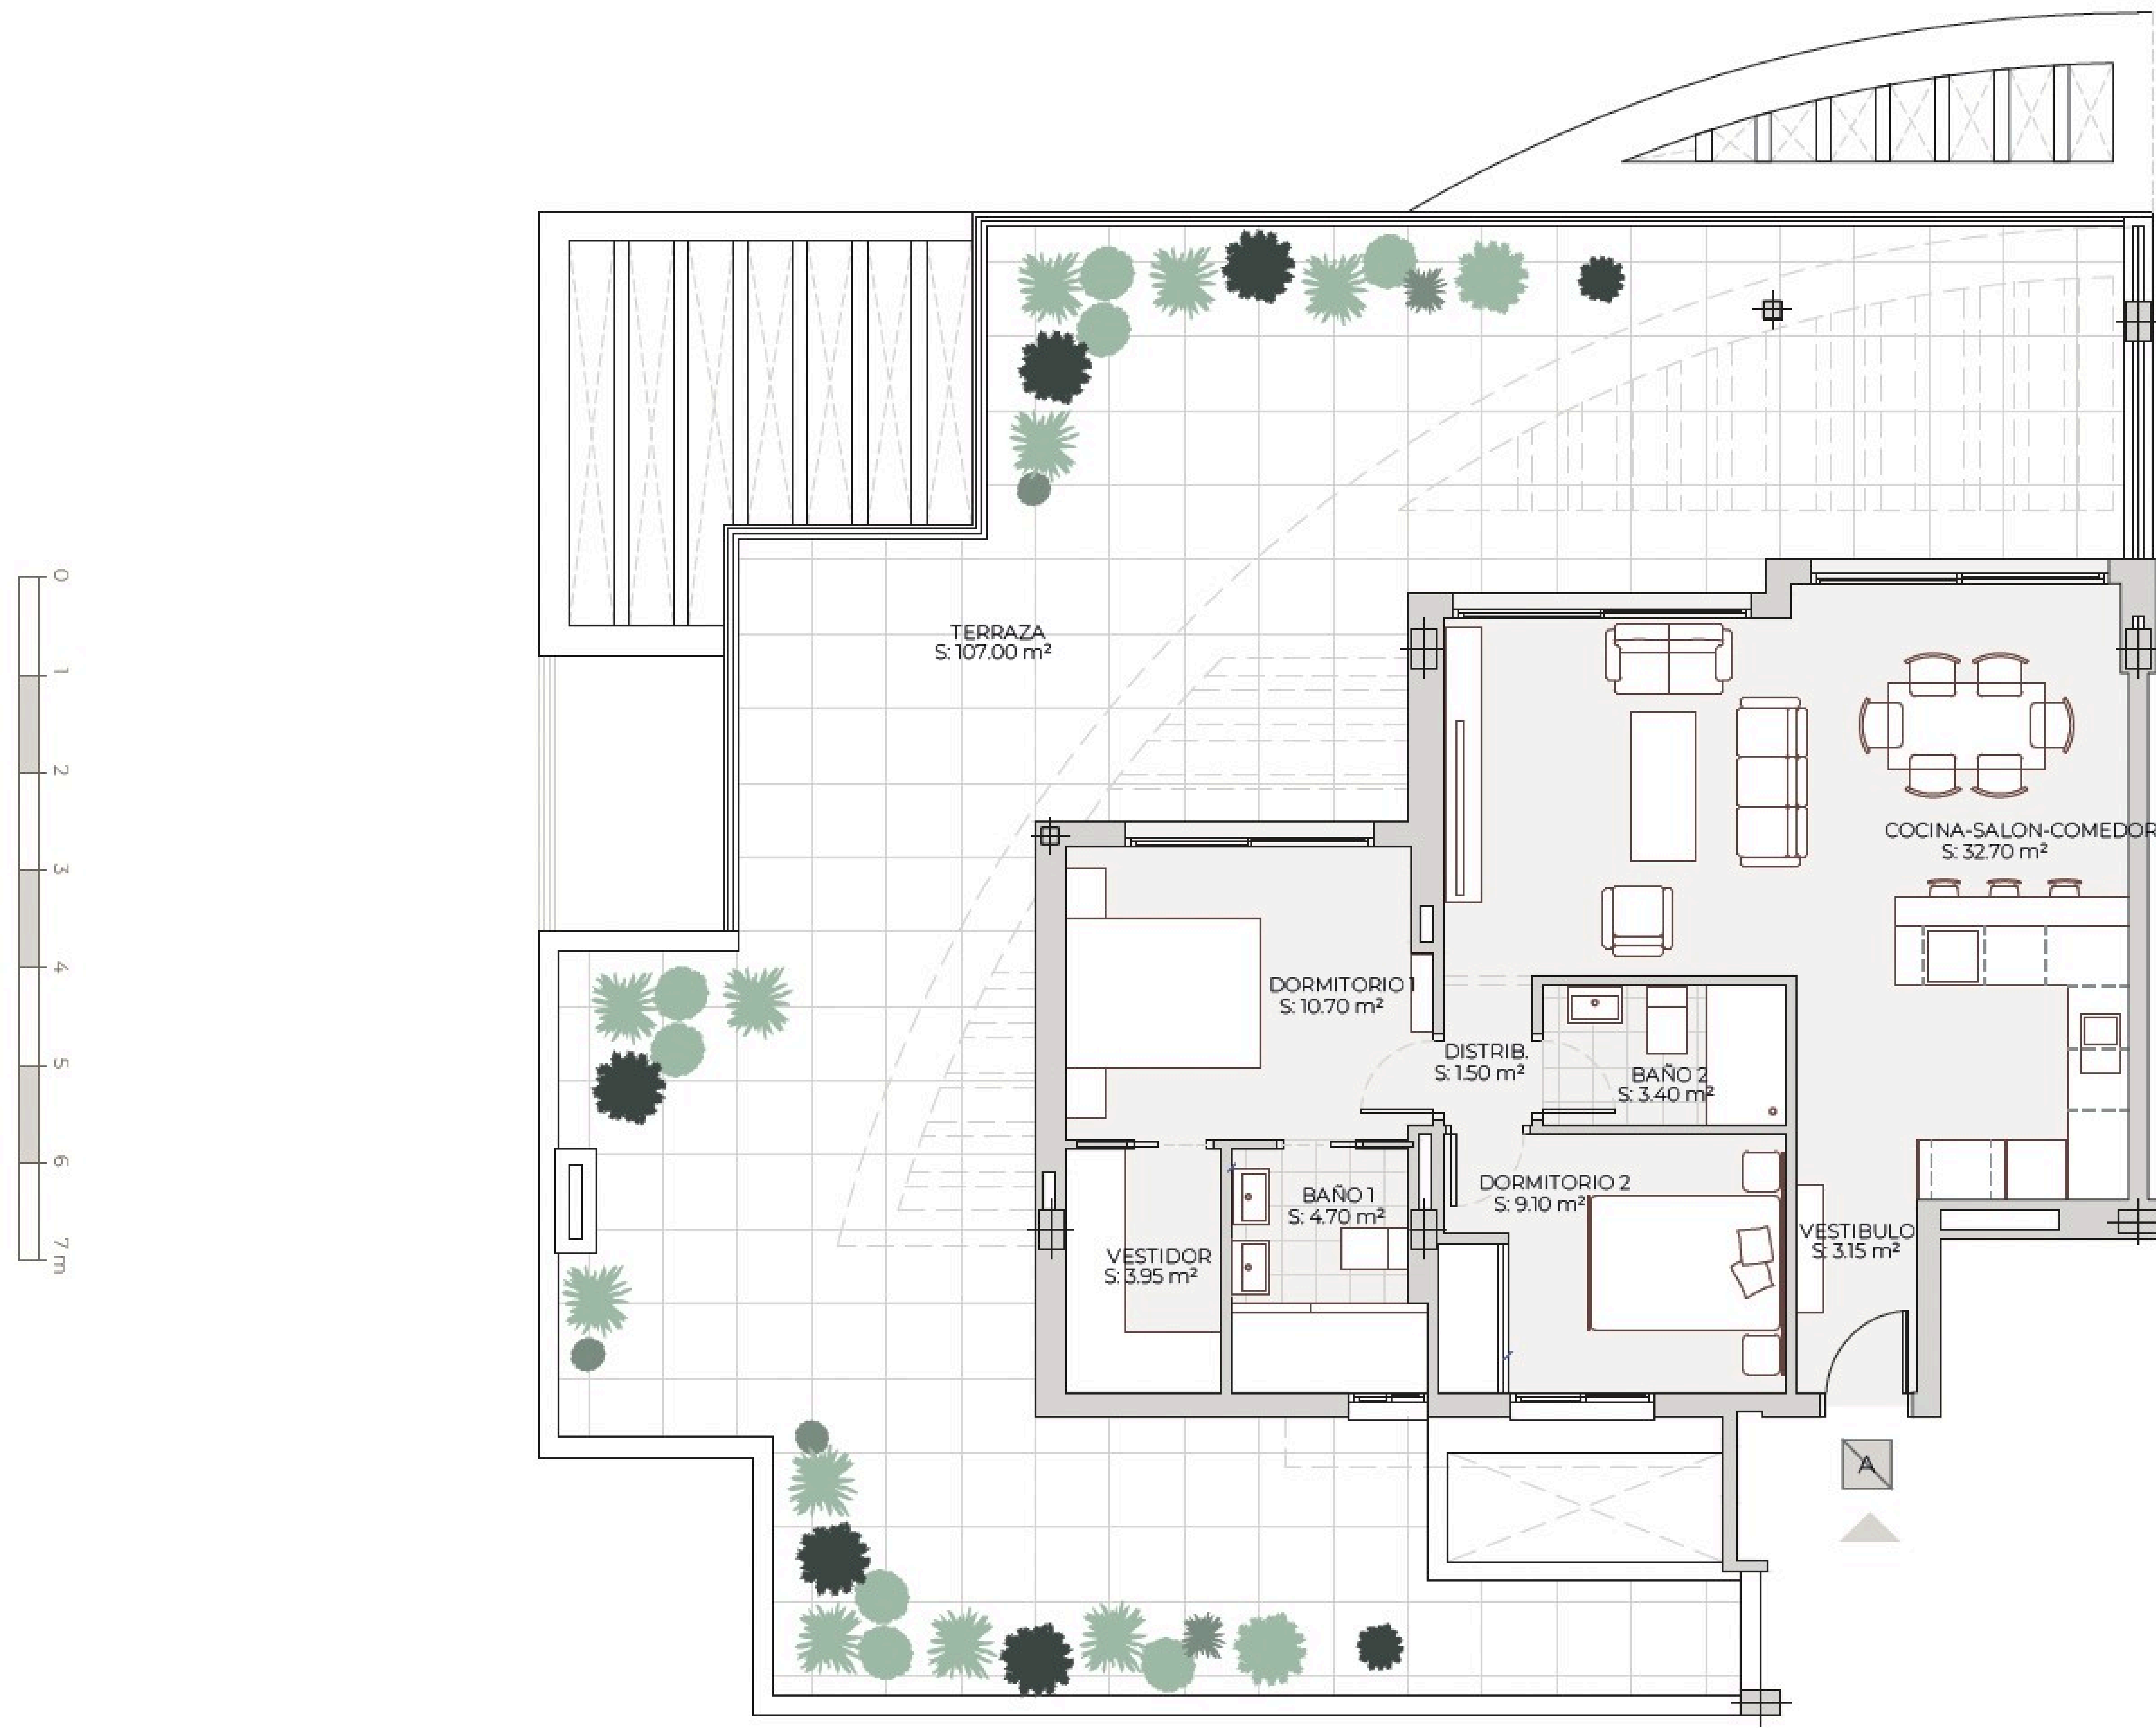 0
1
2
3
4
5
6
7m
TERRAZA
S: 107.00 m²
COCINA-SALON-COMEDOR
S: 32.70 m²
DORMITORIO 1
S: 10.70 m²
DISTRIB.
S: 1.50 m²
BAÑO 2
S: 3.40 m²
DORMITORIO 2
S: 9.10 m²
BAÑO 1
S: 4.70 m²
VESTIDOR
S: 3.95 m²
VESTIBULO
S: 3.15 m²
A